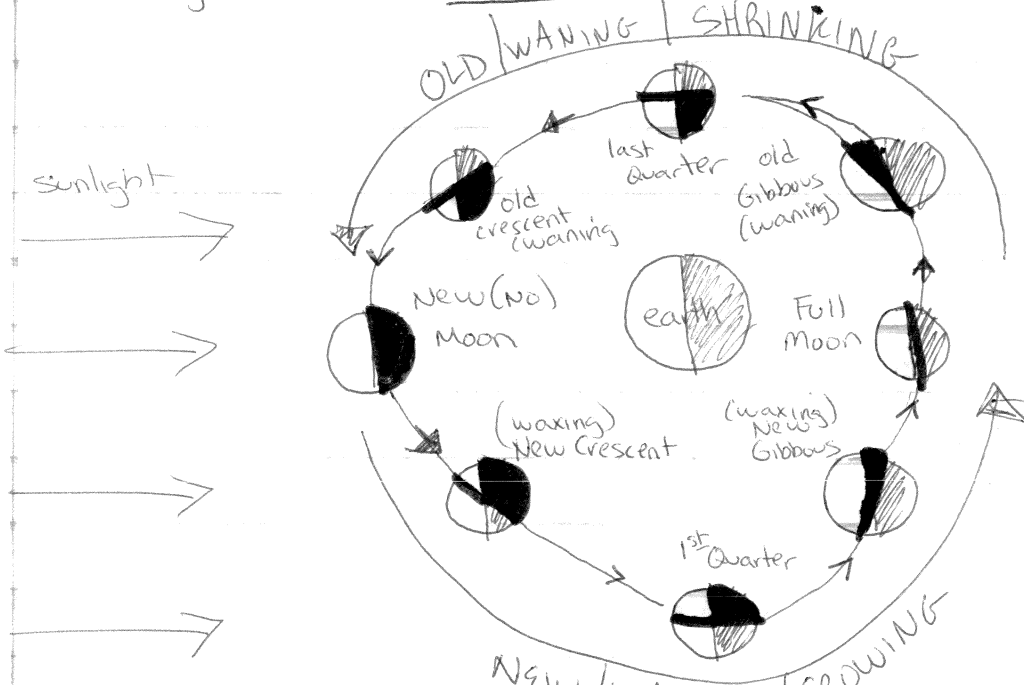 OLD/WANING/SHRINKING
last
Quarter
old
Gibbous
(waning)
Sunlight
old
crescent
(waning
New (No)
Moon
earth
Full
Moon
(waxing)
New Crescent
(waxing)
New
Gibbous
1st
Quarter
NEW/